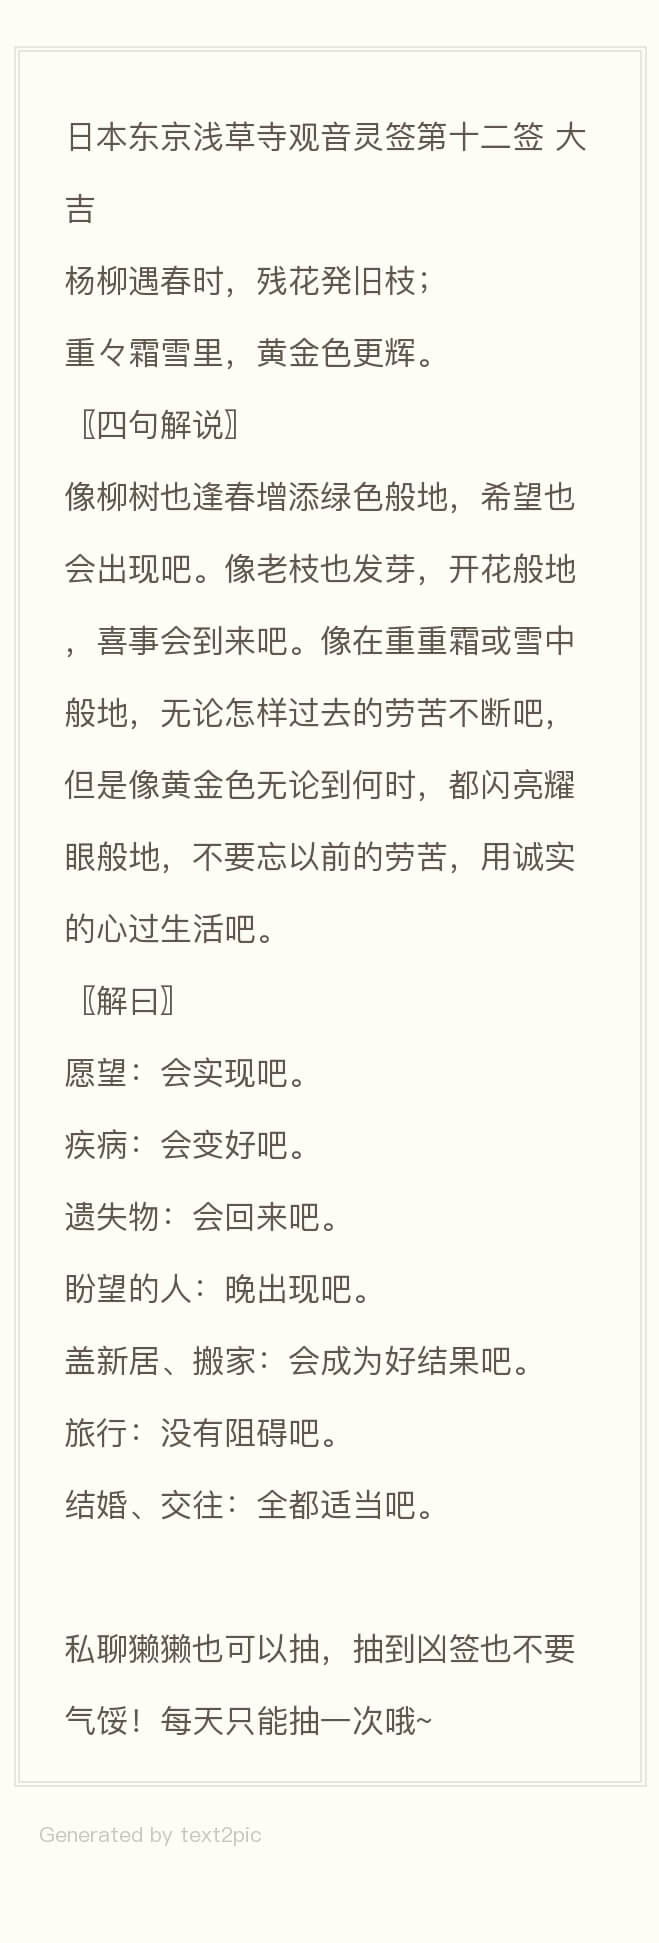 日本东京浅草寺观音灵签第十二签 大
吉
杨柳遇春时，残花発旧枝；
重々霜雪里，黄金色更辉。
〖四句解说〗
像柳树也逢春增添绿色般地，希望也
会出现吧。像老枝也发芽，开花般地
，喜事会到来吧。像在重重霜或雪中
般地，无论怎样过去的劳苦不断吧，
但是像黄金色无论到何时，都闪亮耀
眼般地，不要忘以前的劳苦，用诚实
的心过生活吧。
〖解曰〗
愿望：会实现吧。
疾病：会变好吧。
遗失物：会回来吧。
盼望的人：晚出现吧。
盖新居、搬家：会成为好结果吧。
旅行：没有阻碍吧。
结婚、交往：全都适当吧。
私聊獭獭也可以抽，抽到凶签也不要
气馁！每天只能抽一次哦~
Generated by text2pic